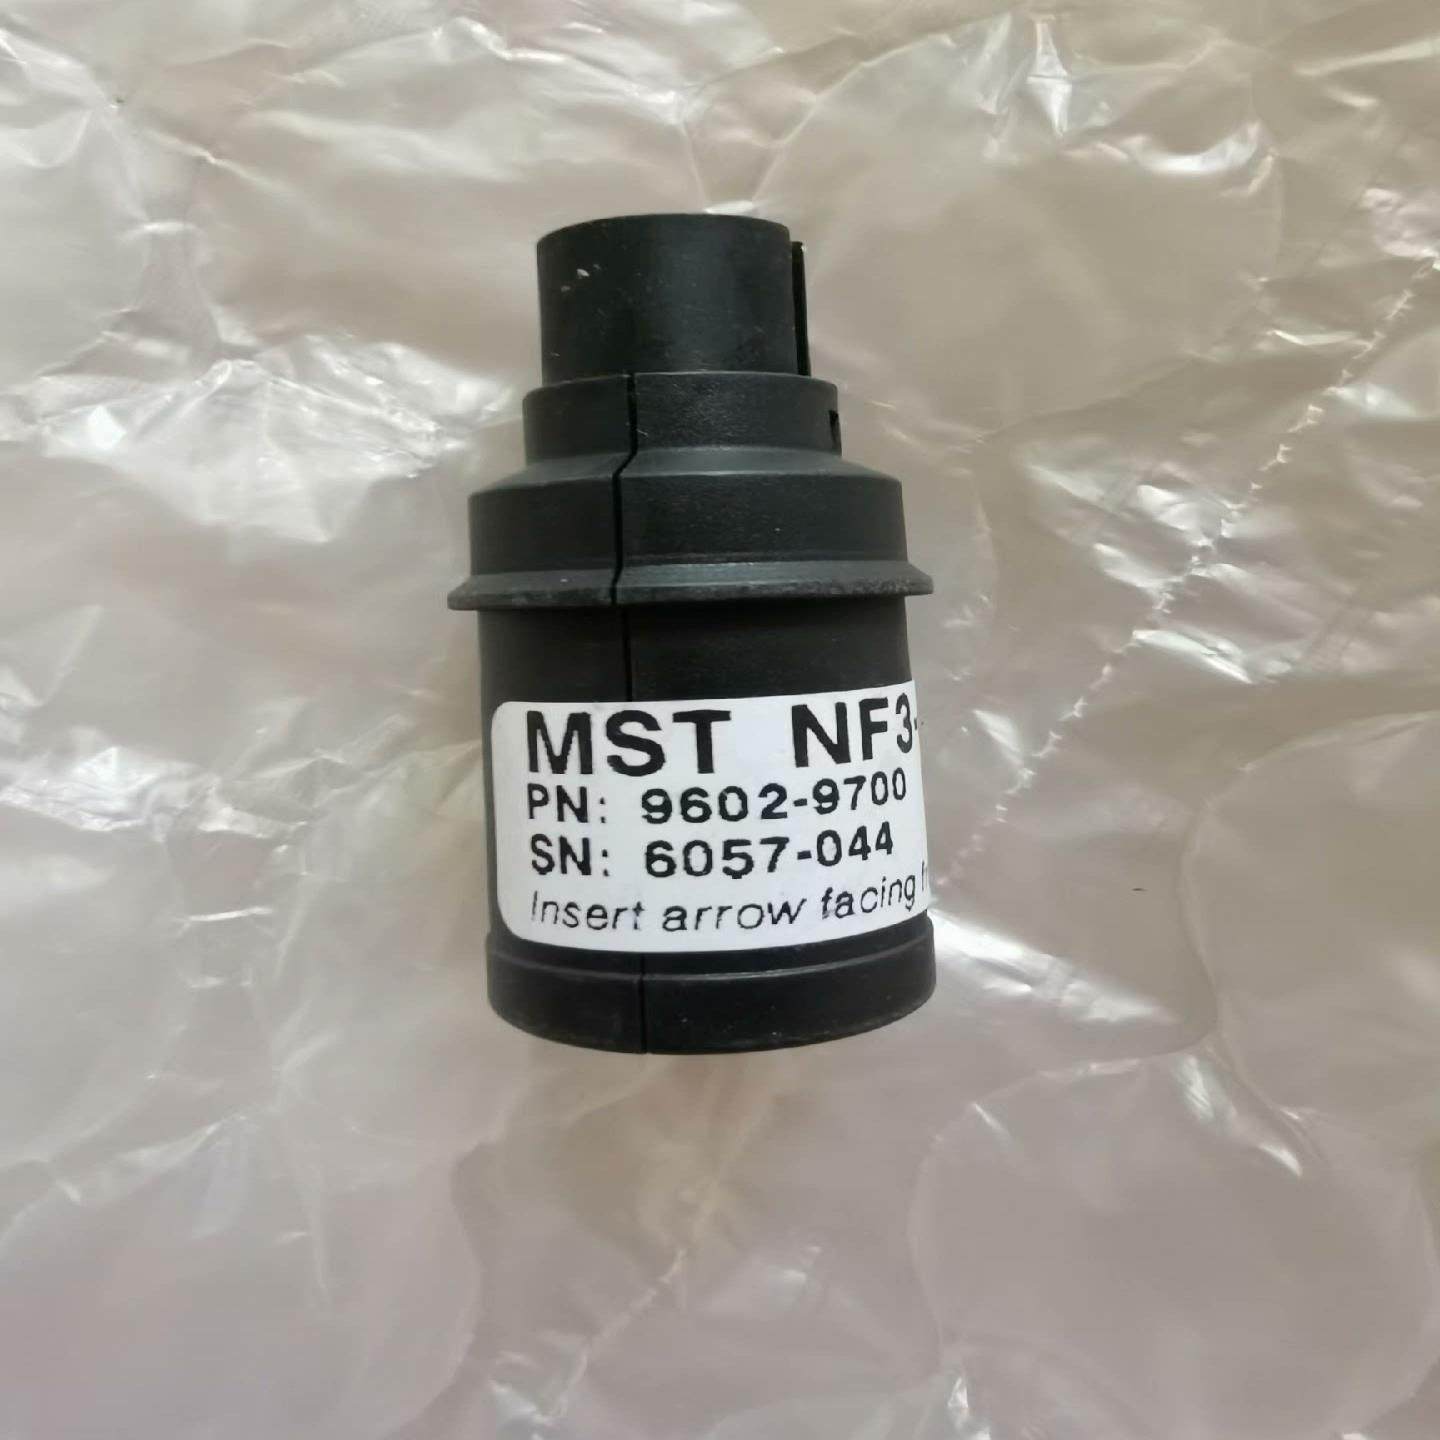 MST NF3-
PN: 9602-9700
SN: 6057-044
Insert arrow facing